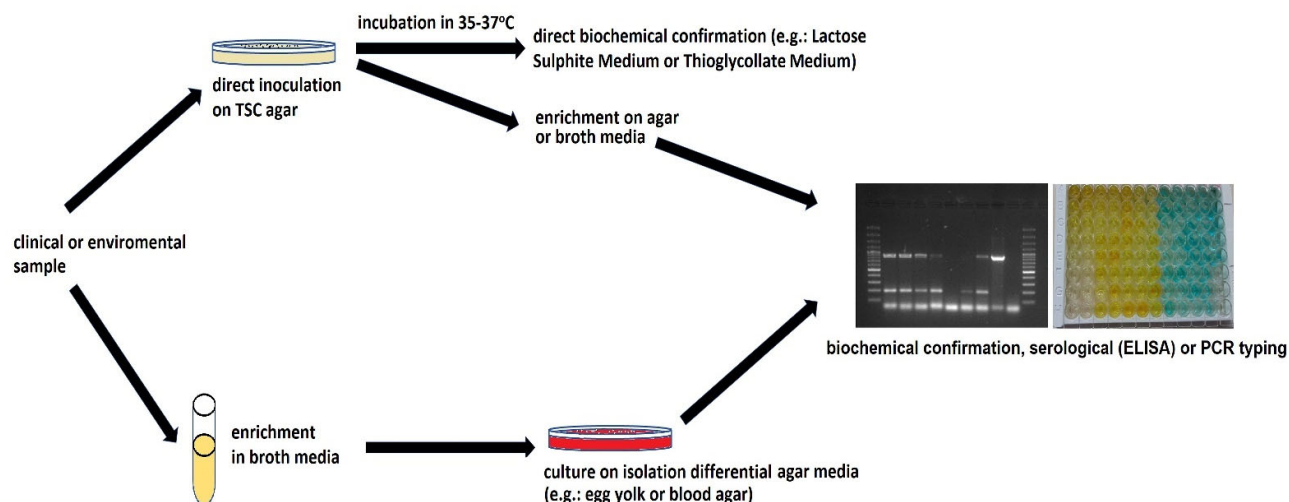 incubation in 35-37°C
direct biochemical confirmation (e.g.: Lactose
Sulphite Medium or Thioglycollate Medium)
direct inoculation
on TSC agar
enrichment on agar
or broth media
clinical or enviromental
sample
biochemical confirmation, serological (ELISA) or PCR typing
enrichment
in broth media
culture on isolation differential agar media
(e.g.: egg yolk or blood agar)